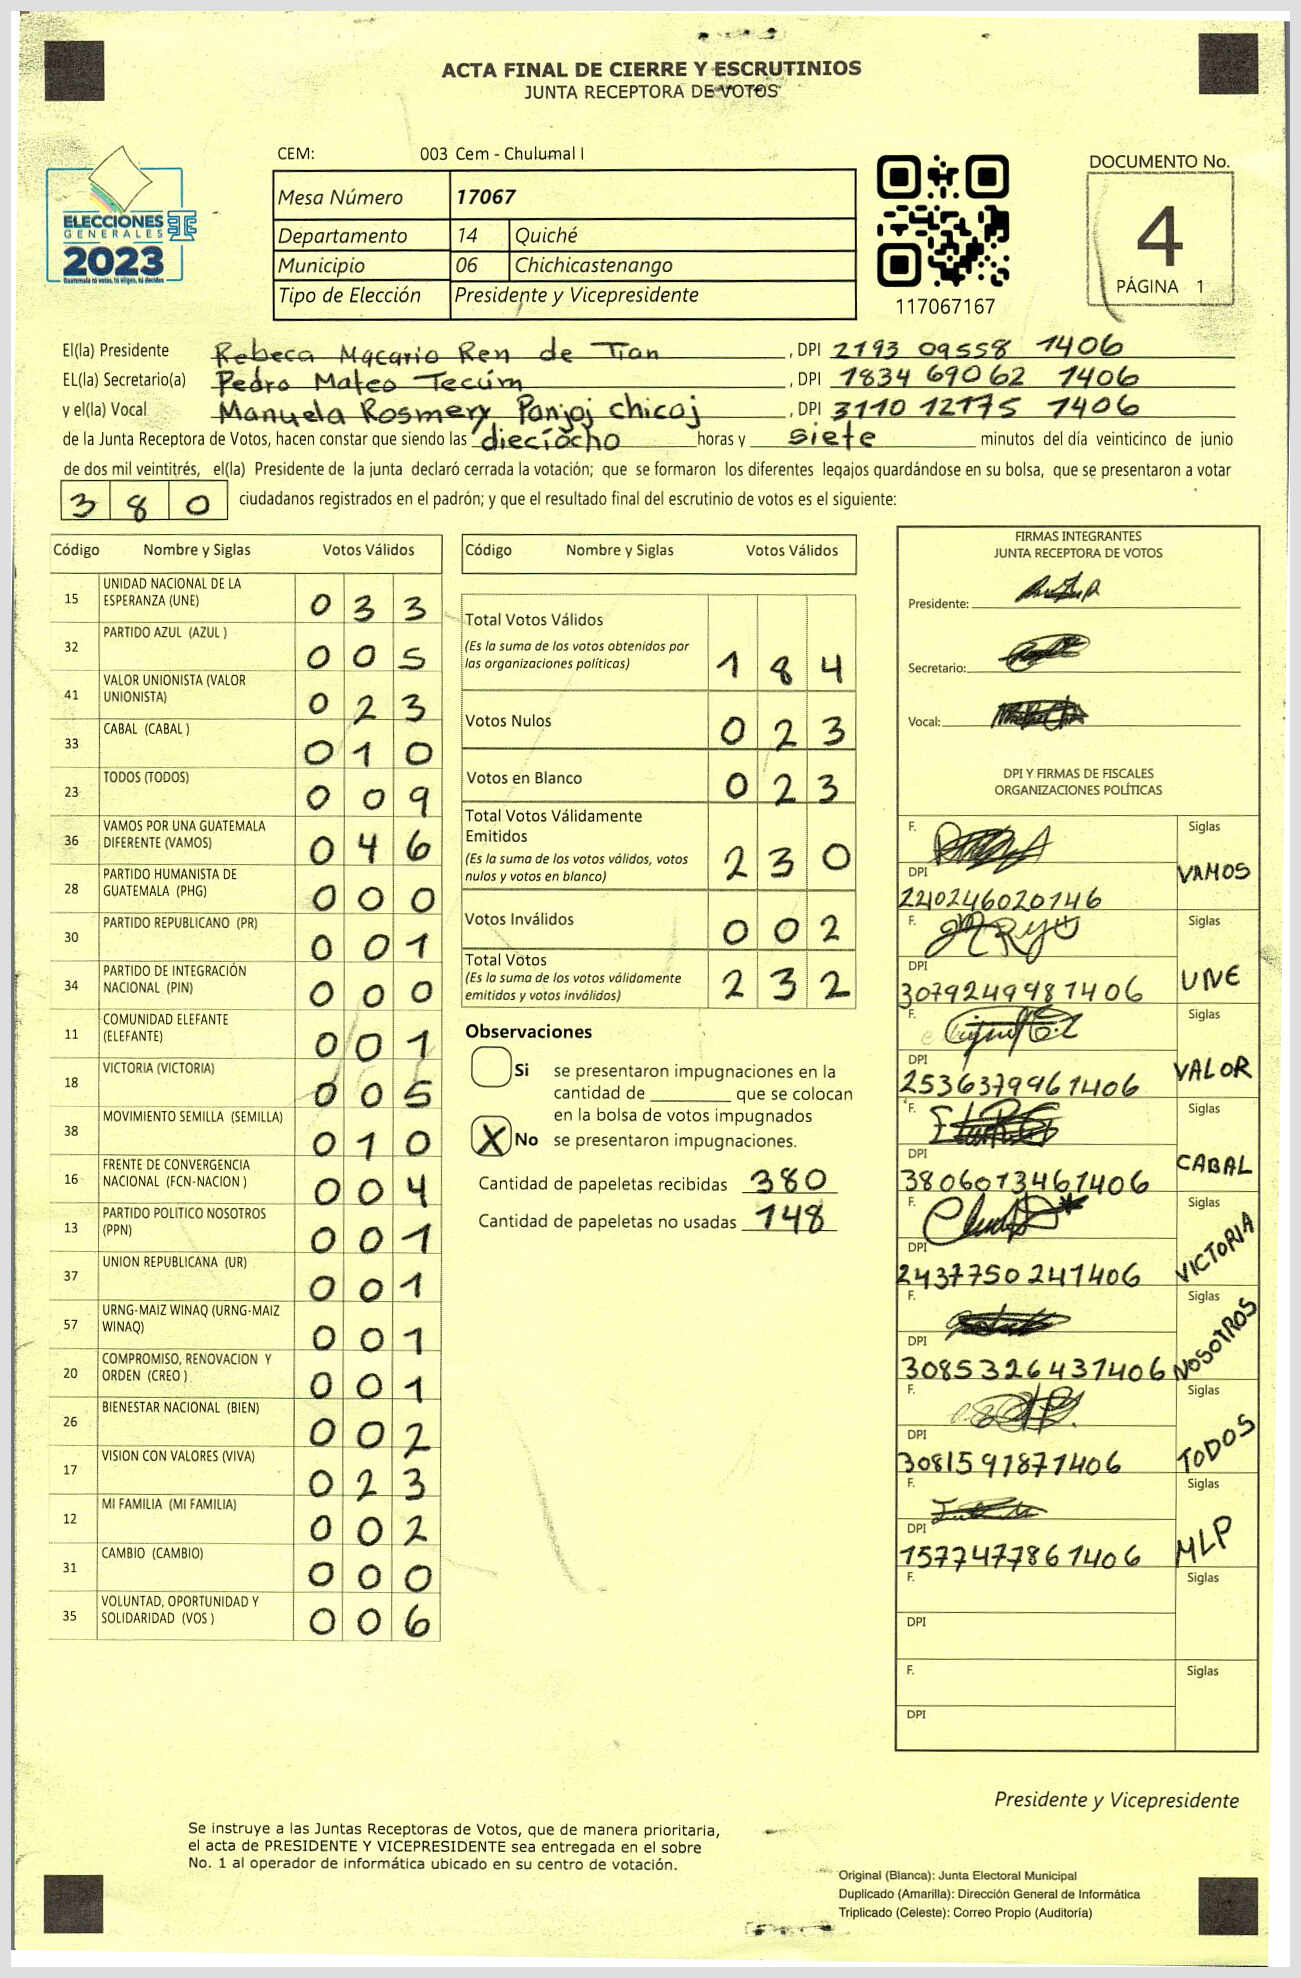 ACTA FINAL DE CIERRE Y ESCRUTINIOS
JUNTA RECEPTORA DE VOTOS
ELECCIONES
GENERALES
2023
Guatemala tú votas, tú eliges, tú decides
CEM: 003 Cem - Chulumal I
Mesa Número 17067
Departamento 14 Quiché
Municipio 06 Chichicastenango
Tipo de Elección Presidente y Vicepresidente
117067167
DOCUMENTO No.
4
PÁGINA 1
El(la) Presidente Rebeca Macario Ren de Tian , DPI 2193 09558 1406
EL(la) Secretario(a) Pedro Mateo Tecúm , DPI 1834 69062 1406
y el(la) Vocal Manuela Rosmery Panjoj Chicoj , DPI 3110 12175 1406
de la Junta Receptora de Votos, hacen constar que siendo las dieciocho horas y siete minutos del día veinticinco de junio
de dos mil veintitrés, el(la) Presidente de la junta declaró cerrada la votación; que se formaron los diferentes legajos guardándose en su bolsa, que se presentaron a votar
3 8 0 ciudadanos registrados en el padrón; y que el resultado final del escrutinio de votos es el siguiente:
Código Nombre y Siglas Votos Válidos
15 UNIDAD NACIONAL DE LA
ESPERANZA (UNE) 0 3 3
32 PARTIDO AZUL (AZUL ) 0 0 5
41 VALOR UNIONISTA (VALOR
UNIONISTA) 0 2 3
33 CABAL (CABAL ) 0 1 0
23 TODOS (TODOS) 0 0 9
36 VAMOS POR UNA GUATEMALA
DIFERENTE (VAMOS) 0 4 6
28 PARTIDO HUMANISTA DE
GUATEMALA (PHG) 0 0 0
30 PARTIDO REPUBLICANO (PR) 0 0 1
34 PARTIDO DE INTEGRACIÓN
NACIONAL (PIN) 0 0 0
11 COMUNIDAD ELEFANTE
(ELEFANTE) 0 0 1
18 VICTORIA (VICTORIA) 0 0 5
38 MOVIMIENTO SEMILLA (SEMILLA) 0 1 0
16 FRENTE DE CONVERGENCIA
NACIONAL (FCN-NACION ) 0 0 4
13 PARTIDO POLITICO NOSOTROS
(PPN) 0 0 1
37 UNION REPUBLICANA (UR) 0 0 1
57 URNG-MAIZ WINAQ (URNG-MAIZ
WINAQ) 0 0 1
20 COMPROMISO, RENOVACION Y
ORDEN (CREO ) 0 0 1
26 BIENESTAR NACIONAL (BIEN) 0 0 2
17 VISION CON VALORES (VIVA) 0 2 3
12 MI FAMILIA (MI FAMILIA) 0 0 2
31 CAMBIO (CAMBIO) 0 0 0
35 VOLUNTAD, OPORTUNIDAD Y
SOLIDARIDAD (VOS ) 0 0 6
Código Nombre y Siglas Votos Válidos
Total Votos Válidos
(Es la suma de los votos obtenidos por
las organizaciones políticas) 1 8 4
Votos Nulos 0 2 3
Votos en Blanco 0 2 3
Total Votos Válidamente
Emitidos
(Es la suma de los votos válidos, votos
nulos y votos en blanco) 2 3 0
Votos Inválidos 0 0 2
Total Votos
(Es la suma de los votos válidamente
emitidos y votos inválidos) 2 3 2
Observaciones
Si se presentaron impugnaciones en la
cantidad de ________ que se colocan
en la bolsa de votos impugnados
X No se presentaron impugnaciones.
Cantidad de papeletas recibidas 380
Cantidad de papeletas no usadas 148
FIRMAS INTEGRANTES
JUNTA RECEPTORA DE VOTOS
Presidente:
Secretario:
Vocal:
DPI Y FIRMAS DE FISCALES
ORGANIZACIONES POLÍTICAS
F. Siglas
DPI VAMOS
240246020146
F. Siglas
DPI UNE
3079249981406
F. Siglas
DPI VALOR
2536379961406
F. Siglas
DPI CABAL
3806013461406
F. Siglas
DPI VICTORIA
2437750241406
F. Siglas
DPI NOSOTROS
3085326431406
F. Siglas
DPI TODOS
3081591871406
F. Siglas
DPI MLP
1577477861406
F. Siglas
DPI
F. Siglas
DPI
Presidente y Vicepresidente
Se instruye a las Juntas Receptoras de Votos, que de manera prioritaria,
el acta de PRESIDENTE Y VICEPRESIDENTE sea entregada en el sobre
No. 1 al operador de informática ubicado en su centro de votación.
Original (Blanca): Junta Electoral Municipal
Duplicado (Amarilla): Dirección General de Informática
Triplicado (Celeste): Correo Propio (Auditoría)